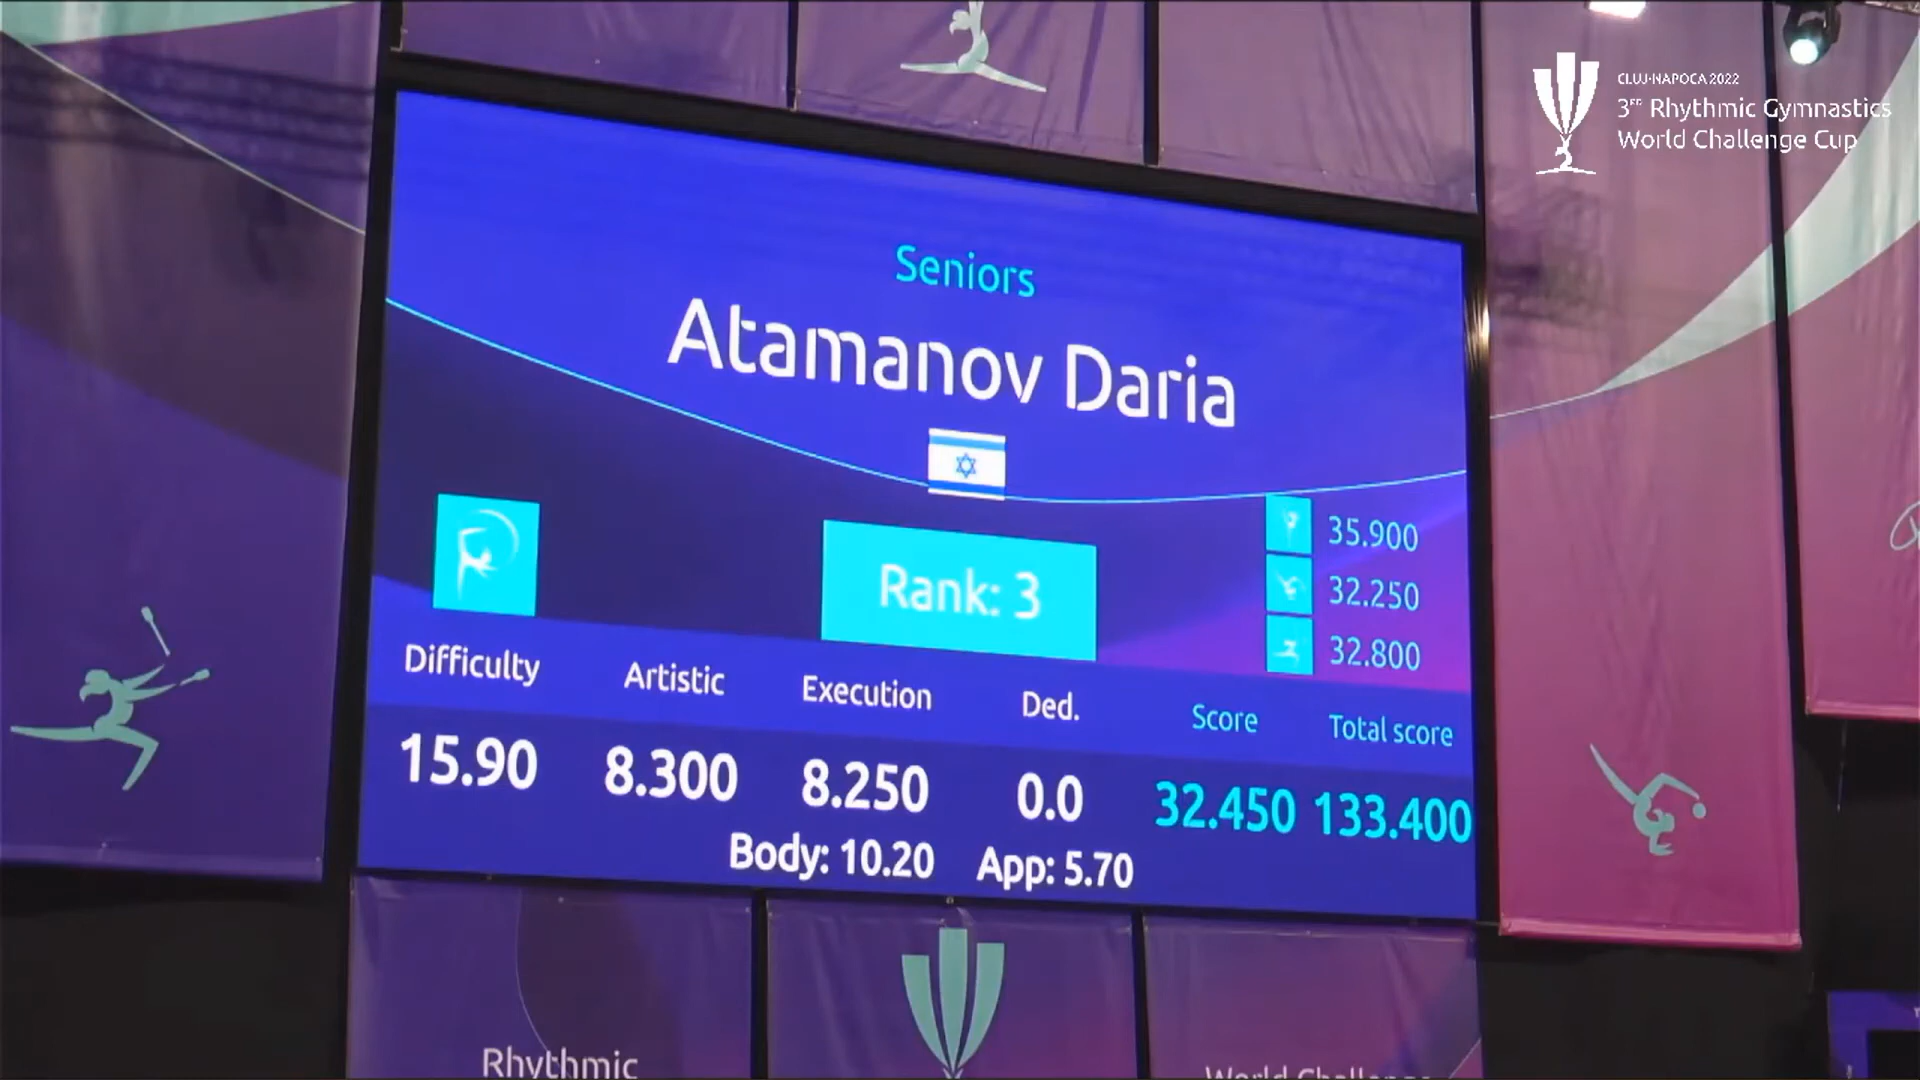 CLUJ-NAPOCA 2022
3RD Rhythmic Gymnastics
World Challenge Cup
Seniors
Atamanov Daria
Rank: 3
35.900
32.250
32.800
Difficulty Artistic Execution Ded. Score Total score
15.90 8.300 8.250 0.0 32.450 133.400
Body: 10.20 App: 5.70
Rhythmic
World Challenge